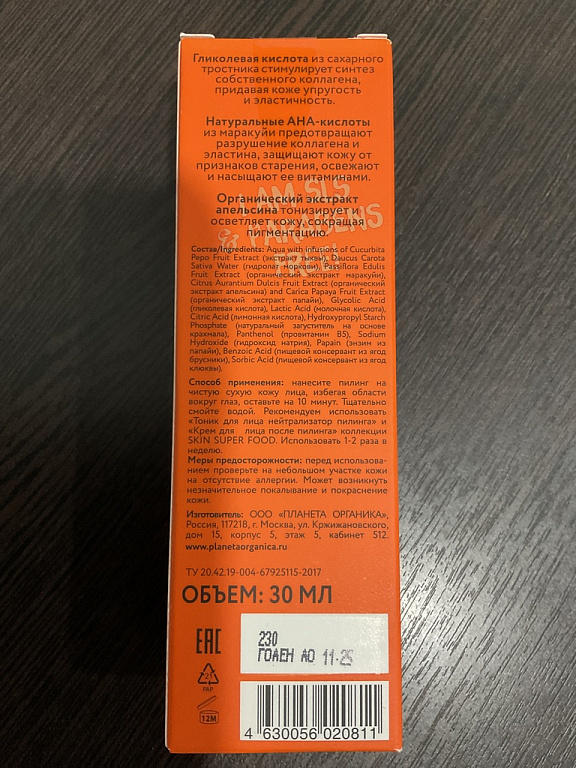 Гликолевая кислота из сахарного
тростника стимулирует синтез
собственного коллагена,
придавая коже упругость
и эластичность.
Натуральные АНА-кислоты
из маракуйи предотвращают
разрушение коллагена и
эластина, защищают кожу от
признаков старения, освежают
и насыщают ее витаминами.
Органический экстракт
апельсина тонизирует и
осветляет кожу, сокращая
пигментацию.
I AM SLS
PARABENS
FREE!
Состав/Ingredients: Aqua with infusions of Cucurbita
Pepo Fruit Extract (экстракт тыквы), Daucus Carota
Sativa Water (гидролат моркови), Passiflora Edulis
Fruit Extract (органический экстракт маракуйи),
Citrus Aurantium Dulcis Fruit Extract (органический
экстракт апельсина) and Carica Papaya Fruit Extract
(органический экстракт папайи), Glycolic Acid
(гликолевая кислота), Lactic Acid (молочная кислота),
Citric Acid (лимонная кислота), Hydroxypropyl Starch
Phosphate (натуральный загуститель на основе
крахмала), Panthenol (провитамин B5), Sodium
Hydroxide (гидроксид натрия), Papain (энзим из
папайи), Benzoic Acid (пищевой консервант из ягод
брусники), Sorbic Acid (пищевой консервант из ягод
клюквы).
Способ применения: нанесите пилинг на
чистую сухую кожу лица, избегая области
вокруг глаз, оставьте на 10 минут. Тщательно
смойте водой. Рекомендуем использовать
«Тоник для лица нейтрализатор пилинга» и
«Крем для лица после пилинга» коллекции
SKIN SUPER FOOD. Использовать 1-2 раза в
неделю.
Меры предосторожности: перед использова-
нием проверьте на небольшом участке кожи
на отсутствие аллергии. Может возникнуть
незначительное покалывание и покраснение
кожи.
Изготовитель: ООО «ПЛАНЕТА ОРГАНИКА»,
Россия, 117218, г. Москва, ул. Кржижановского,
дом 15, корпус 5, этаж 5, кабинет 512.
www.planetaorganica.ru
ТУ 20.42.19-004-67925115-2017
ОБЪЕМ: 30 МЛ
EAC
230
ГОДЕН ДО 11.25
21
PAP
12M
4 630056 020811